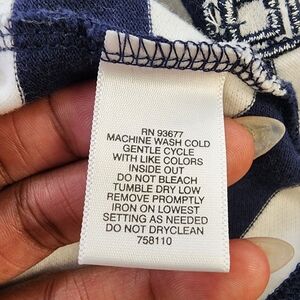 RN 93677
MACHINE WASH COLD
GENTLE CYCLE
WITH LIKE COLORS
INSIDE OUT
DO NOT BLEACH
TUMBLE DRY LOW
REMOVE PROMPTLY
IRON ON LOWEST
SETTING AS NEEDED
DO NOT DRYCLEAN
758110